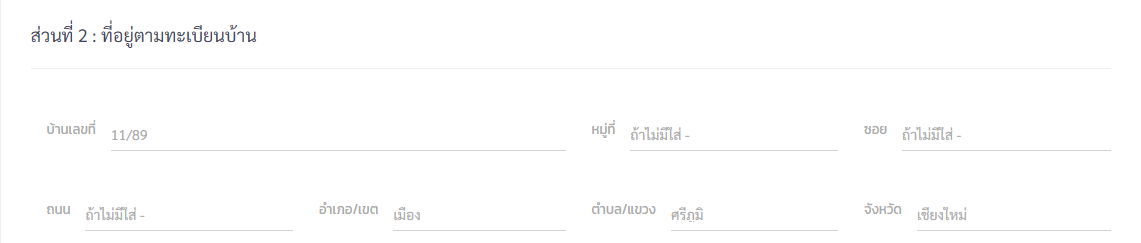 ส่วนที่ 2 : ที่อยู่ตามทะเบียนบ้าน
บ้านเลขที่ 11/89 หมู่ที่ ถ้าไม่มีใส่ - ซอย ถ้าไม่มีใส่ -
ถนน ถ้าไม่มีใส่ - อำเภอ/เขต เมือง ตำบล/แขวง ศรีภูมิ จังหวัด เชียงใหม่